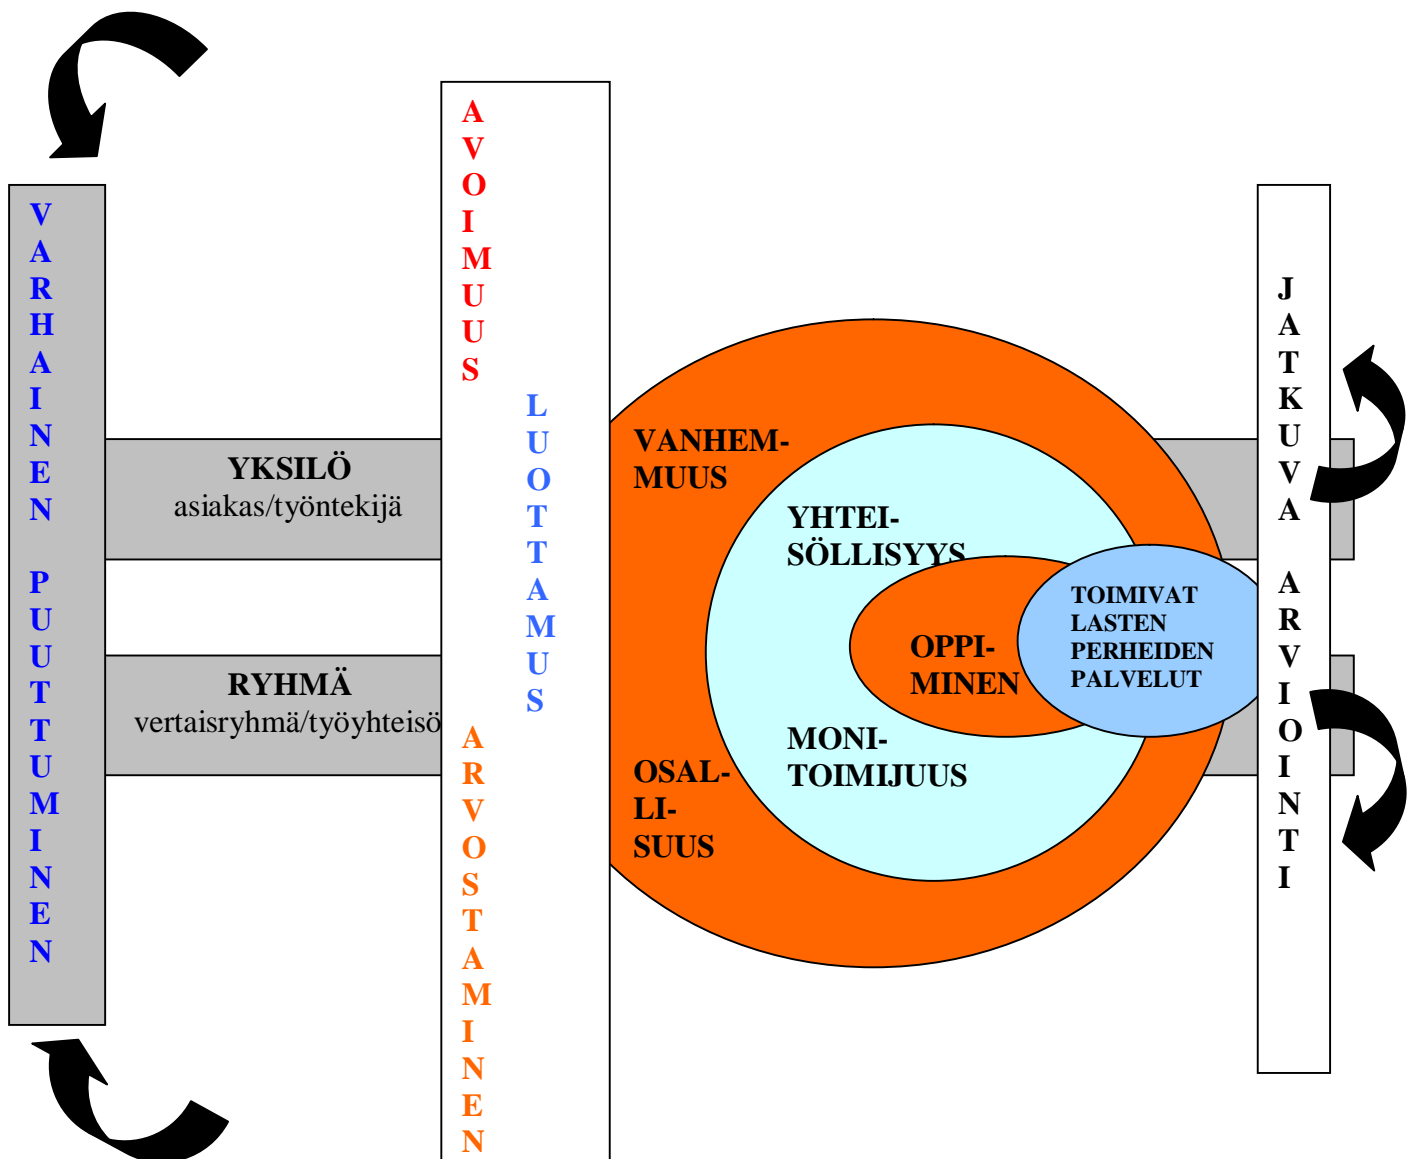 VARHAINEN PUUTTUMINEN
YKSILÖ
asiakas/työntekijä
RYHMÄ
vertaisryhmä/työyhteisö
AVOIMUUS
LUOTTAMUS
ARVOSTAMINEN
VANHEM-
MUUS
OSAL-
LI-
SUUS
YHTEI-
SÖLLISYYS
MONI-
TOIMIJUUS
OPPI-
MINEN
TOIMIVAT
LASTEN
PERHEIDEN
PALVELUT
JATKUVA ARVIOINTI